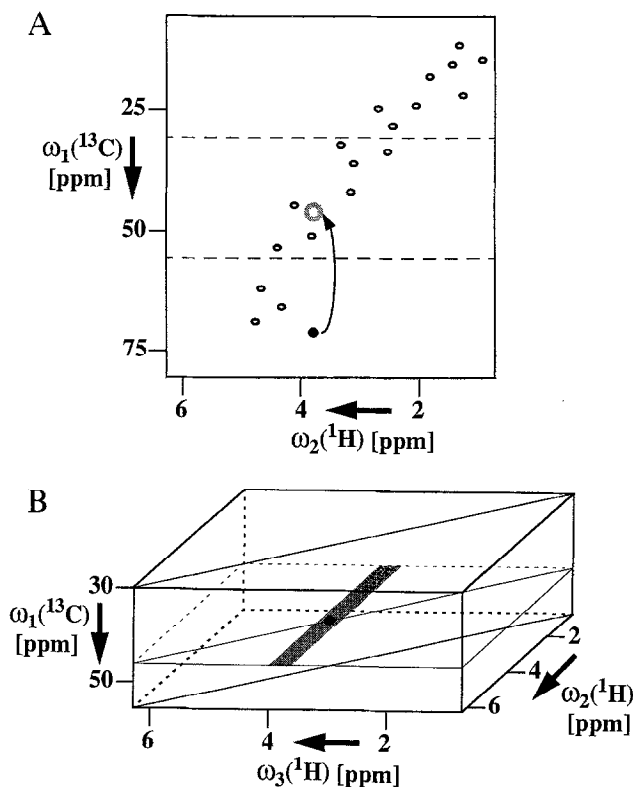 A
25
ω₁(¹³C)
[ppm]
50
75
6 4 2
ω₂(¹H) [ppm]
B
30
ω₁(¹³C)
[ppm]
50
2
4
6
ω₂(¹H)
[ppm]
6 4 2
ω₃(¹H) [ppm]